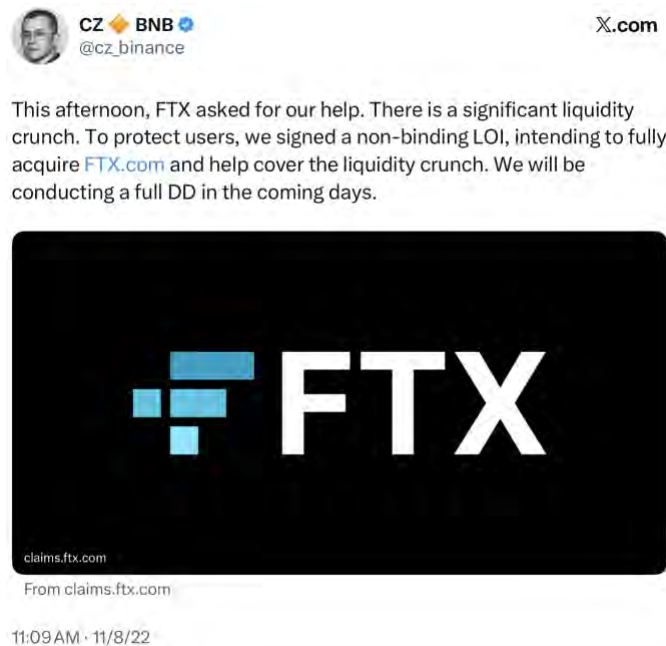 CZ 🔶 BNB
𝕏.com
@cz_binance
This afternoon, FTX asked for our help. There is a significant liquidity
crunch. To protect users, we signed a non-binding LOI, intending to fully
acquire FTX.com and help cover the liquidity crunch. We will be
conducting a full DD in the coming days.
FTX
claims.ftx.com
From claims.ftx.com
11:09 AM · 11/8/22